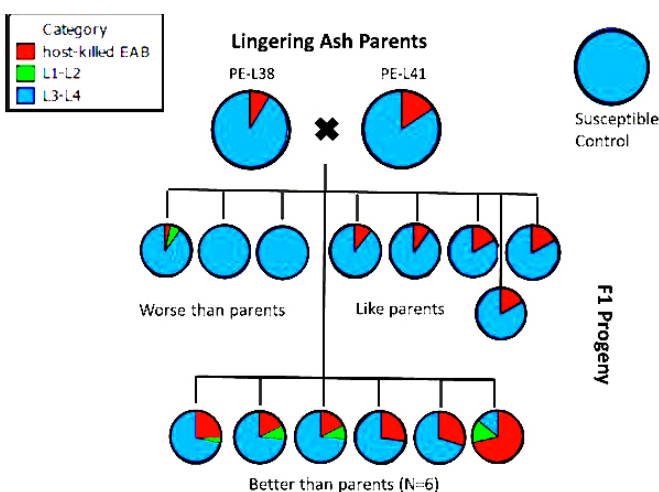 Category
host-killed EAB
L1-L2
L3-L4
Lingering Ash Parents
PE-L38
PE-L41
Susceptible
Control
Worse than parents
Like parents
F1 Progeny
Better than parents (N=6)